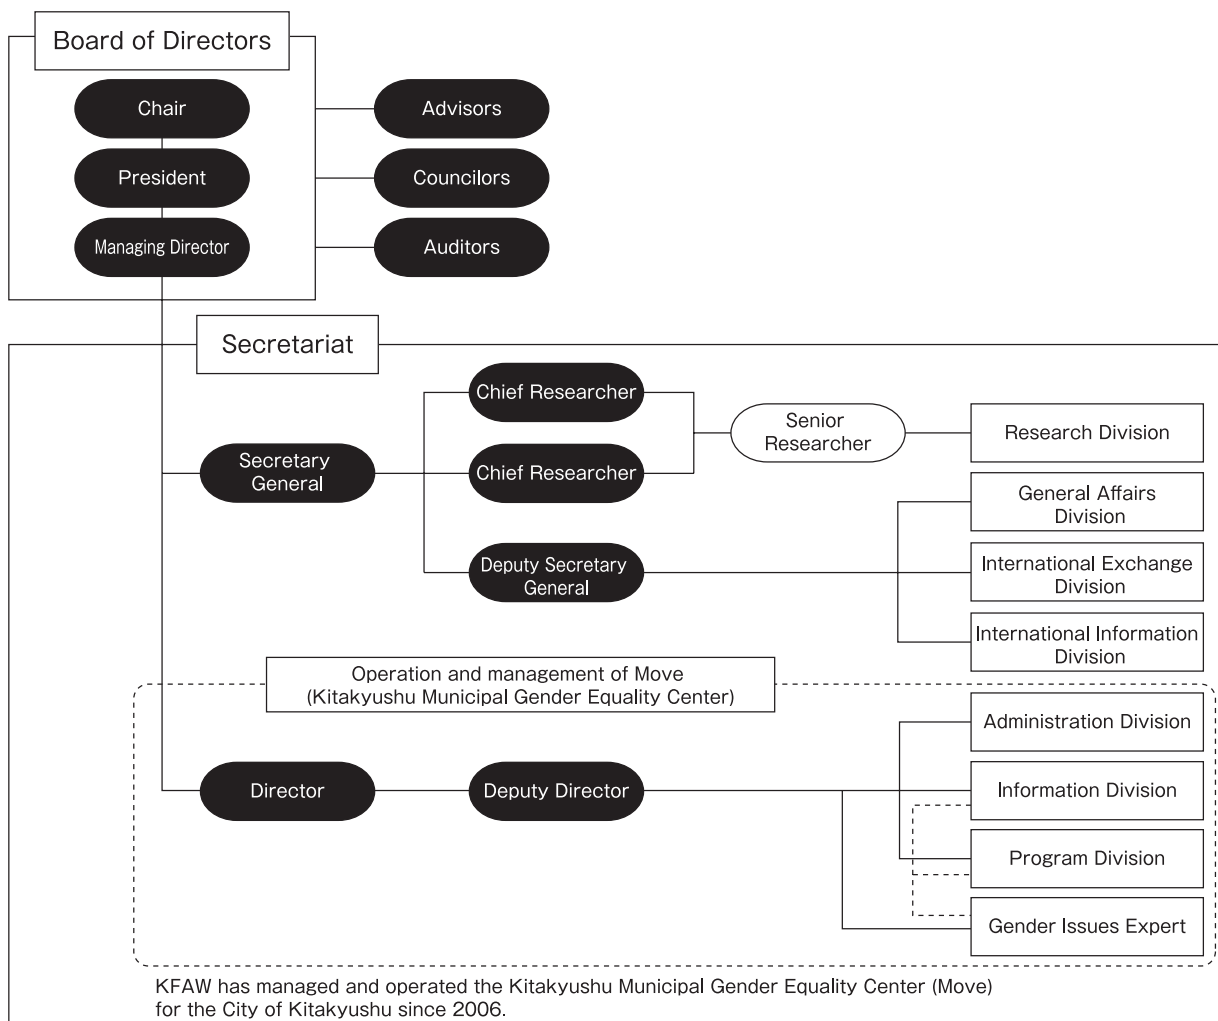 Board of Directors
Chair
Advisors
President
Councilors
Managing Director
Auditors
Secretariat
Chief Researcher
Senior
Researcher
Research Division
Secretary
General
Chief Researcher
General Affairs
Division
Deputy Secretary
General
International Exchange
Division
International Information
Division
Operation and management of Move
(Kitakyushu Municipal Gender Equality Center)
Administration Division
Director
Deputy Director
Information Division
Program Division
Gender Issues Expert
KFAW has managed and operated the Kitakyushu Municipal Gender Equality Center (Move)
for the City of Kitakyushu since 2006.